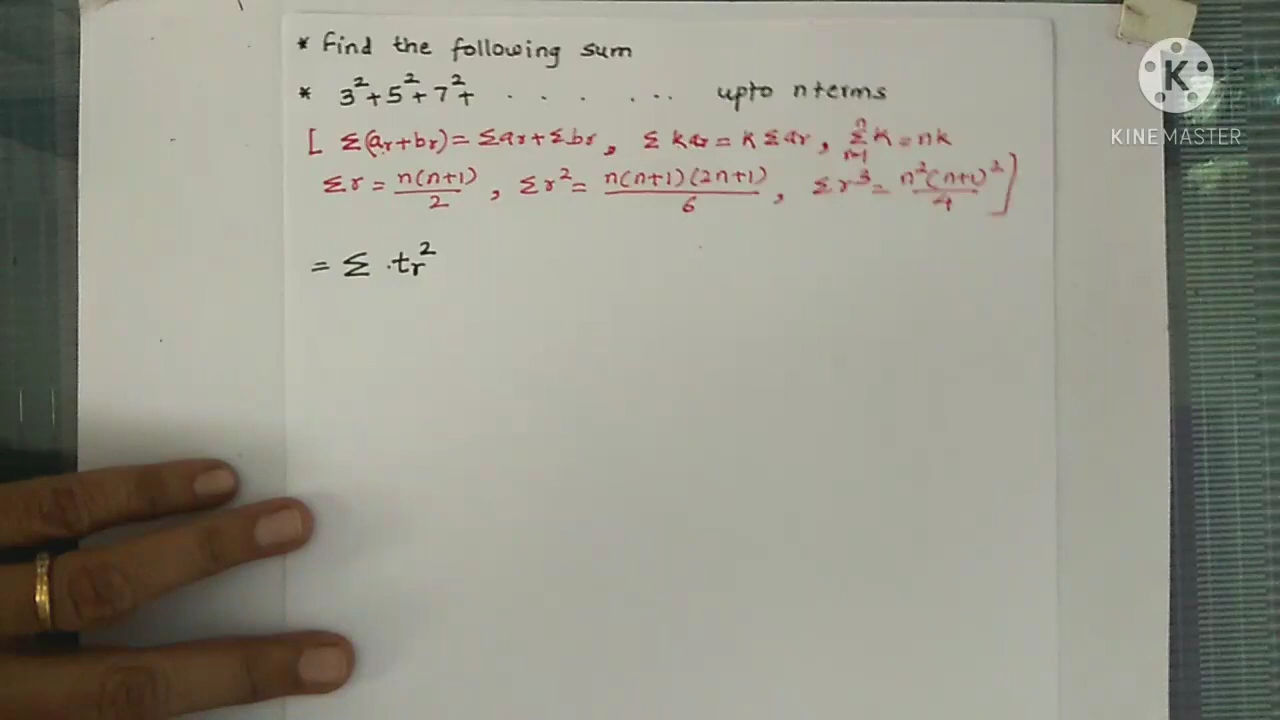 * Find the following sum
* 3²+5²+7²+ . . . . ... upto n terms
[ Σ(ar+br)=Σar+Σbr, Σ kar = K Σar, Σ K = nk
n
r=1
Σr = n(n+1)/2, Σr² = n(n+1)(2n+1)/6, Σr³ = n²(n+1)²/4 ]
= Σ .tr²
K
KINEMASTER